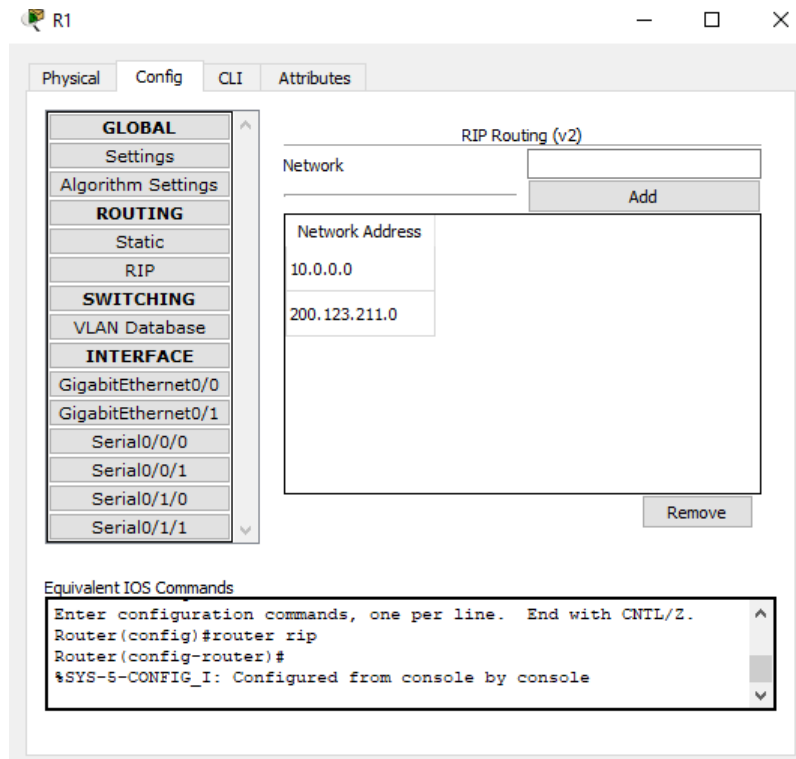 R1
Physical Config CLI Attributes
GLOBAL
Settings
Algorithm Settings
ROUTING
Static
RIP
SWITCHING
VLAN Database
INTERFACE
GigabitEthernet0/0
GigabitEthernet0/1
Serial0/0/0
Serial0/0/1
Serial0/1/0
Serial0/1/1
RIP Routing (v2)
Network
Add
Network Address
10.0.0.0
200.123.211.0
Remove
Equivalent IOS Commands
Enter configuration commands, one per line. End with CNTL/Z.
Router(config)#router rip
Router(config-router)#
%SYS-5-CONFIG_I: Configured from console by console